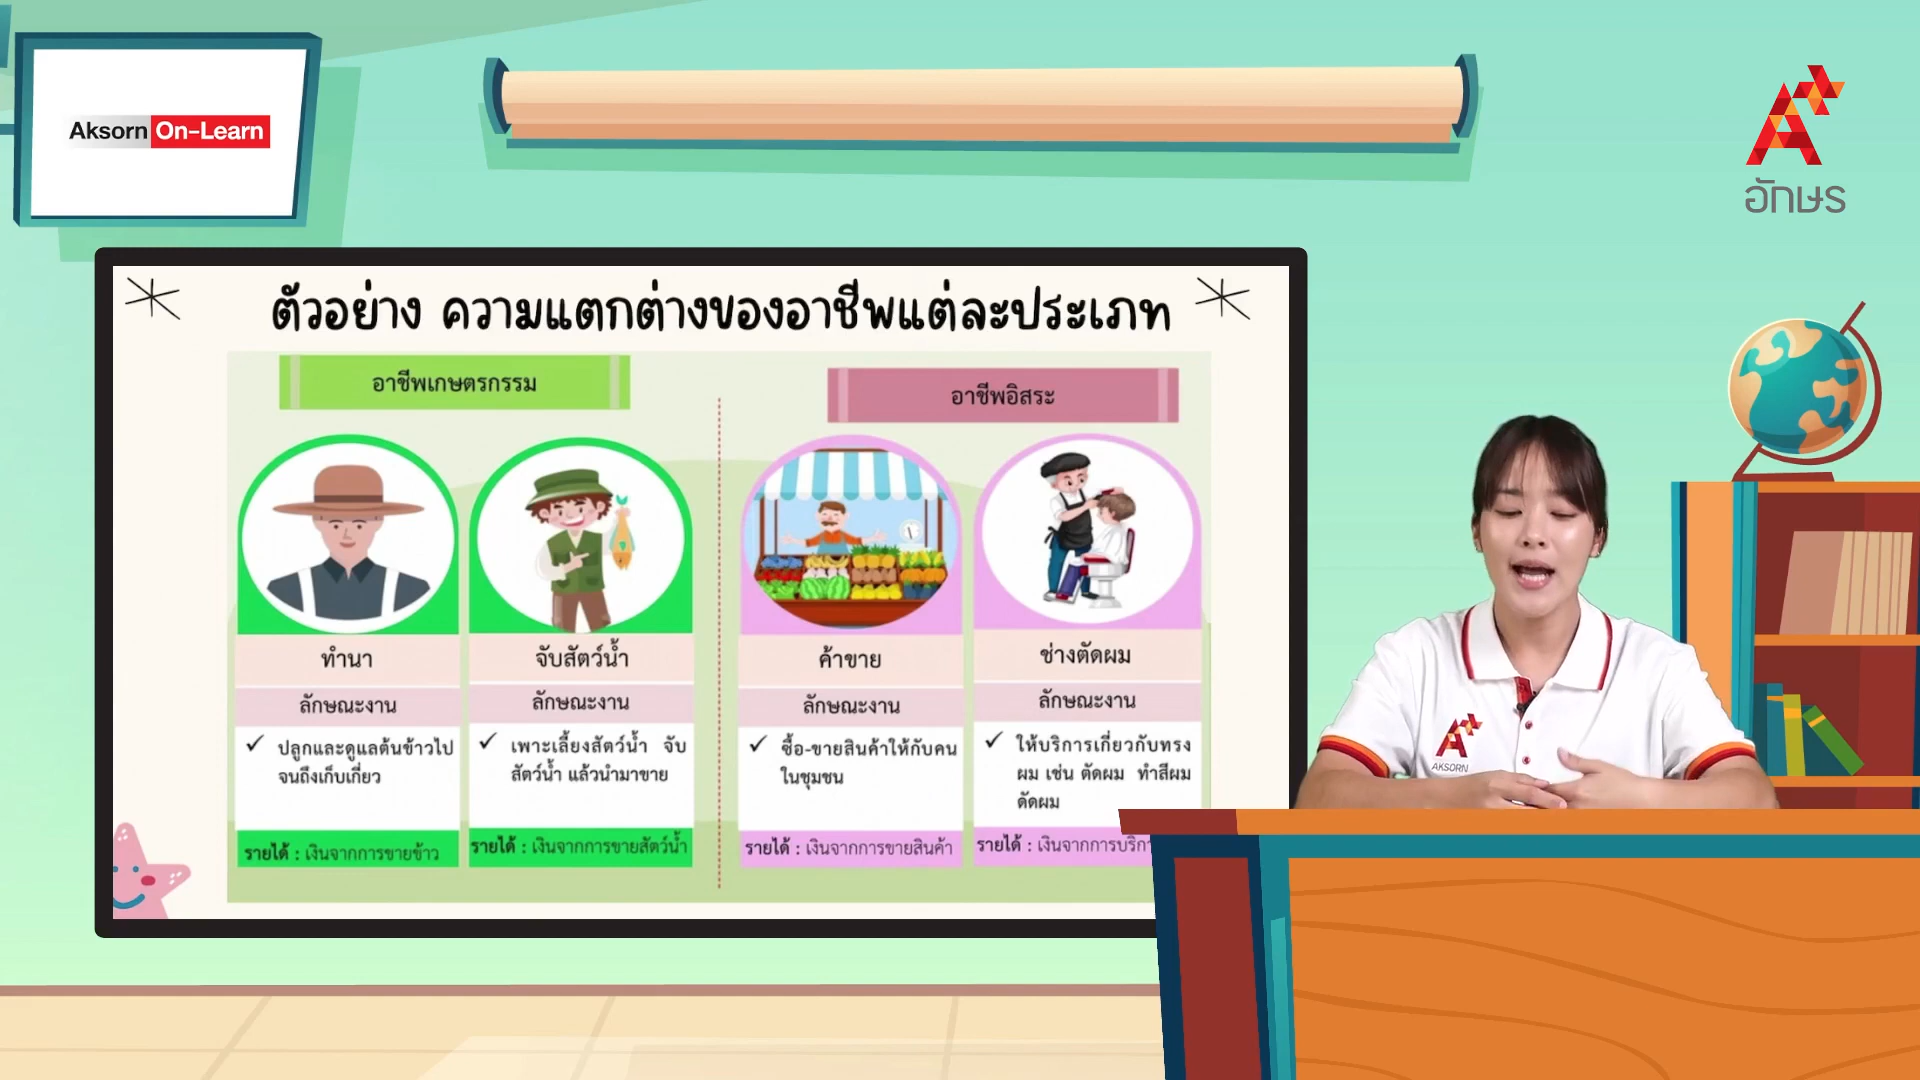 Aksorn On-Learn
อักษร
ตัวอย่าง ความแตกต่างของอาชีพแต่ละประเภท
อาชีพเกษตรกรรม
อาชีพอิสระ
ทำนา
จับสัตว์น้ำ
ค้าขาย
ช่างตัดผม
ลักษณะงาน
ลักษณะงาน
ลักษณะงาน
ลักษณะงาน
✓ ปลูกและดูแลต้นข้าวไป
จนถึงเก็บเกี่ยว
✓ เพาะเลี้ยงสัตว์น้ำ จับ
สัตว์น้ำ แล้วนำมาขาย
✓ ซื้อ-ขายสินค้าให้กับคน
ในชุมชน
✓ ให้บริการเกี่ยวกับทรง
ผม เช่น ตัดผม ทำสีผม
ดัดผม
รายได้ : เงินจากการขายข้าว
รายได้ : เงินจากการขายสัตว์น้ำ
รายได้ : เงินจากการขายสินค้า
รายได้ : เงินจากการบริก
AKSORN